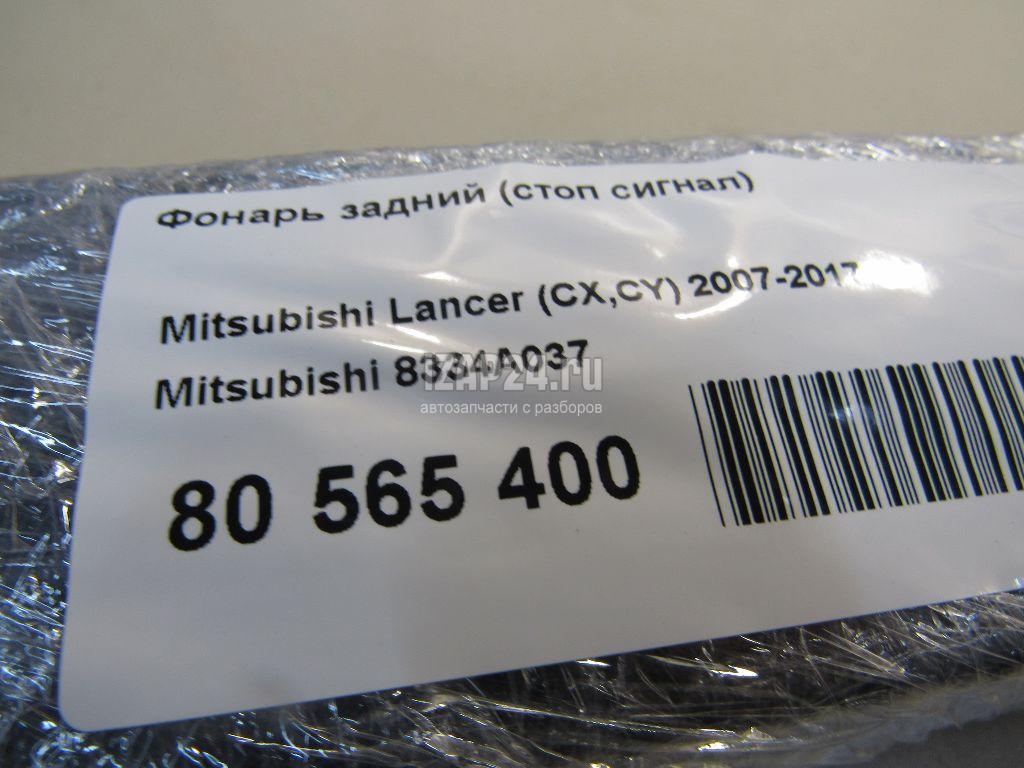 Фонарь задний (стоп сигнал)
Mitsubishi Lancer (CX,CY) 2007-2017
Mitsubishi 8334A037
IZAP24.ru
автозапчасти с разборов
80 565 400